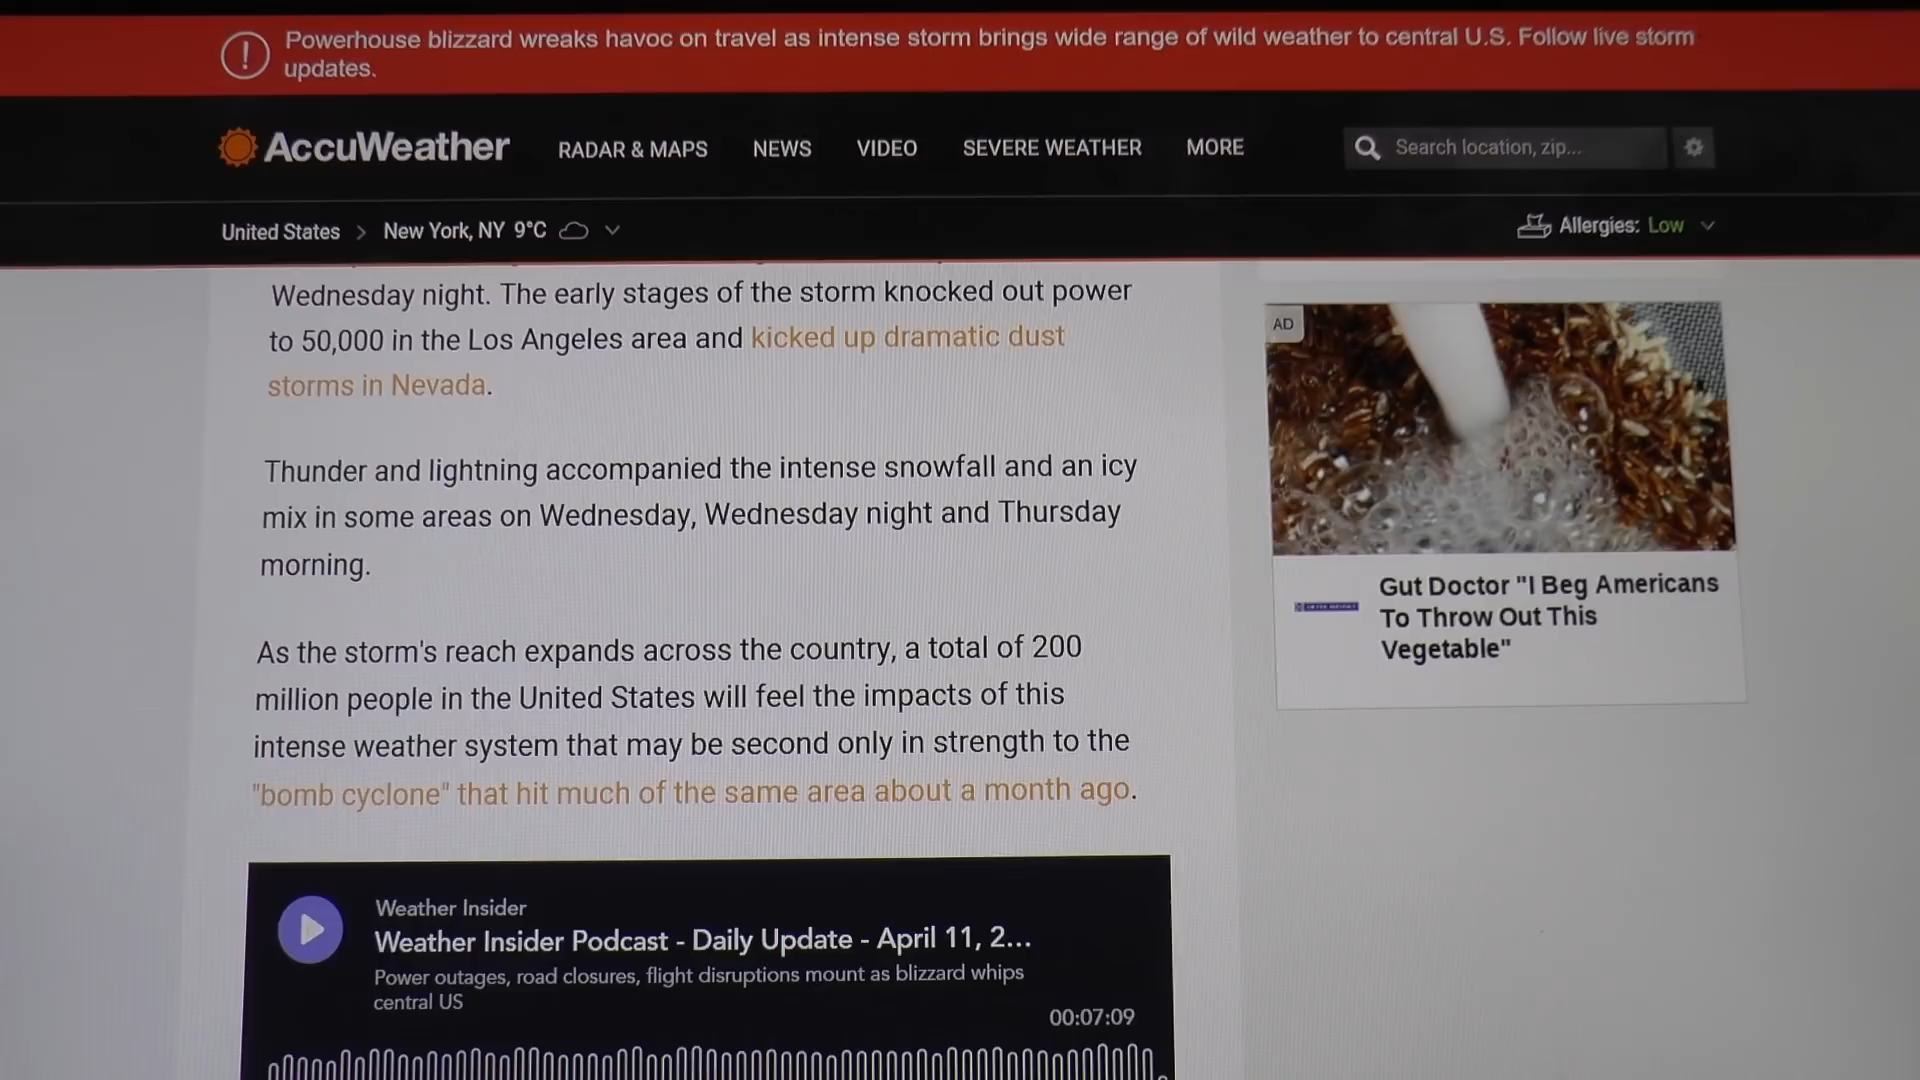 Powerhouse blizzard wreaks havoc on travel as intense storm brings wide range of wild weather to central U.S. Follow live storm
updates.
AccuWeather
RADAR & MAPS
NEWS
VIDEO
SEVERE WEATHER
MORE
Search location, zip...
United States > New York, NY 9°C
Allergies: Low
Wednesday night. The early stages of the storm knocked out power
to 50,000 in the Los Angeles area and kicked up dramatic dust
storms in Nevada.
Thunder and lightning accompanied the intense snowfall and an icy
mix in some areas on Wednesday, Wednesday night and Thursday
morning.
As the storm's reach expands across the country, a total of 200
million people in the United States will feel the impacts of this
intense weather system that may be second only in strength to the
"bomb cyclone" that hit much of the same area about a month ago.
AD
Gut Doctor "I Beg Americans
To Throw Out This
Vegetable"
Weather Insider
Weather Insider Podcast - Daily Update - April 11, 2...
Power outages, road closures, flight disruptions mount as blizzard whips
central US
00:07:09